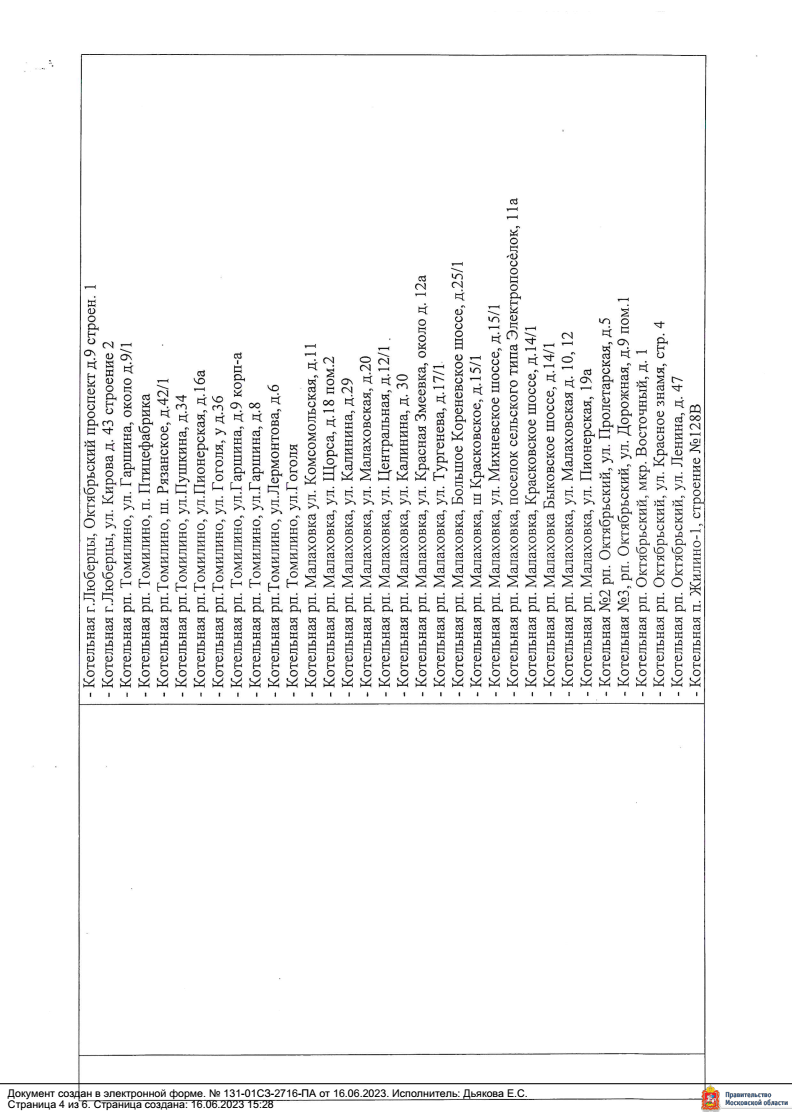 - Котельная г.Люберцы, Октябрьский проспект д.9 строен. 1
- Котельная г.Люберцы, ул. Кирова д. 43 строение 2
- Котельная рп. Томилино, ул. Гаршина, около д.9/1
- Котельная рп. Томилино, п. Птицефабрика
- Котельная рп.Томилино, ш. Рязанское, д.42/1
- Котельная рп.Томилино, ул.Пушкина, д.34
- Котельная рп.Томилино, ул.Пионерская, д.16а
- Котельная рп.Томилино, ул. Гоголя, у д.36
- Котельная рп. Томилино, ул.Гаршина, д.9 корп-а
- Котельная рп. Томилино, ул.Гаршина, д.8
- Котельная рп.Томилино, ул.Лермонтова, д.6
- Котельная рп. Томилино, ул.Гоголя
- Котельная рп. Малаховка ул. Комсомольская, д.11
- Котельная рп. Малаховка, ул. Щорса, д.18 пом.2
- Котельная рп. Малаховка, ул. Калинина, д.29
- Котельная рп. Малаховка, ул. Малаховская, д.20
- Котельная рп. Малаховка, ул. Центральная, д.12/1
- Котельная рп. Малаховка, ул. Калинина, д. 30
- Котельная рп. Малаховка, ул. Красная Змеевка, около д. 12а
- Котельная рп. Малаховка, ул. Тургенева, д.17/1
- Котельная рп. Малаховка, Большое Кореневское шоссе, д.25/1
- Котельная рп. Малаховка, ш Красковское, д.15/1
- Котельная рп. Малаховка, ул. Михневское шоссе, д.15/1
- Котельная рп. Малаховка, поселок сельского типа Электропосёлок, 11а
- Котельная рп. Малаховка, Красковское шоссе, д.14/1
- Котельная рп. Малаховка Быковское шоссе, д.14/1
- Котельная рп. Малаховка, ул. Малаховская д. 10, 12
- Котельная рп. Малаховка, ул. Пионерская, 19а
- Котельная №2 рп. Октябрьский, ул. Пролетарская, д.5
- Котельная №3, рп. Октябрьский, ул. Дорожная, д.9 пом.1
- Котельная рп. Октябрьский, мкр. Восточный, д. 1
- Котельная рп. Октябрьский, ул. Красное знамя, стр. 4
- Котельная рп. Октябрьский, ул. Ленина, д. 47
- Котельная п. Жилино-1, строение №128В
Документ создан в электронной форме. № 131-01СЗ-2716-ПА от 16.06.2023. Исполнитель: Дьякова Е.С.
Страница 4 из 6. Страница создана: 16.06.2023 15:28
Правительство
Московской области